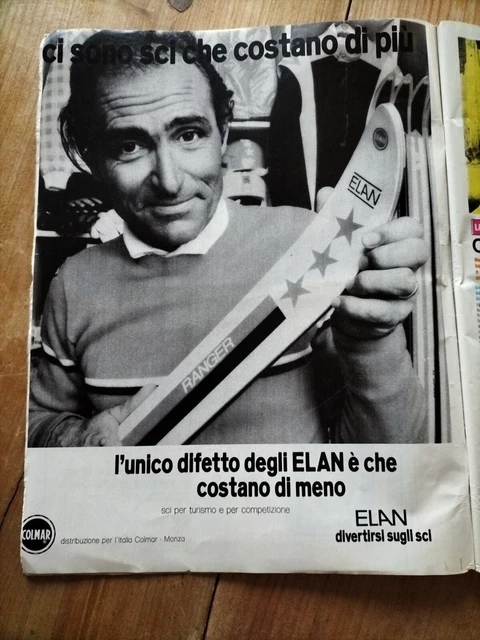 ci sono sci che costano di più
ELAN
RANGER
l'unico difetto degli ELAN è che
costano di meno
sci per turismo e per competizione
COLMAR
distribuzione per l'Italia Colmar - Monza
ELAN
divertirsi sugli sci